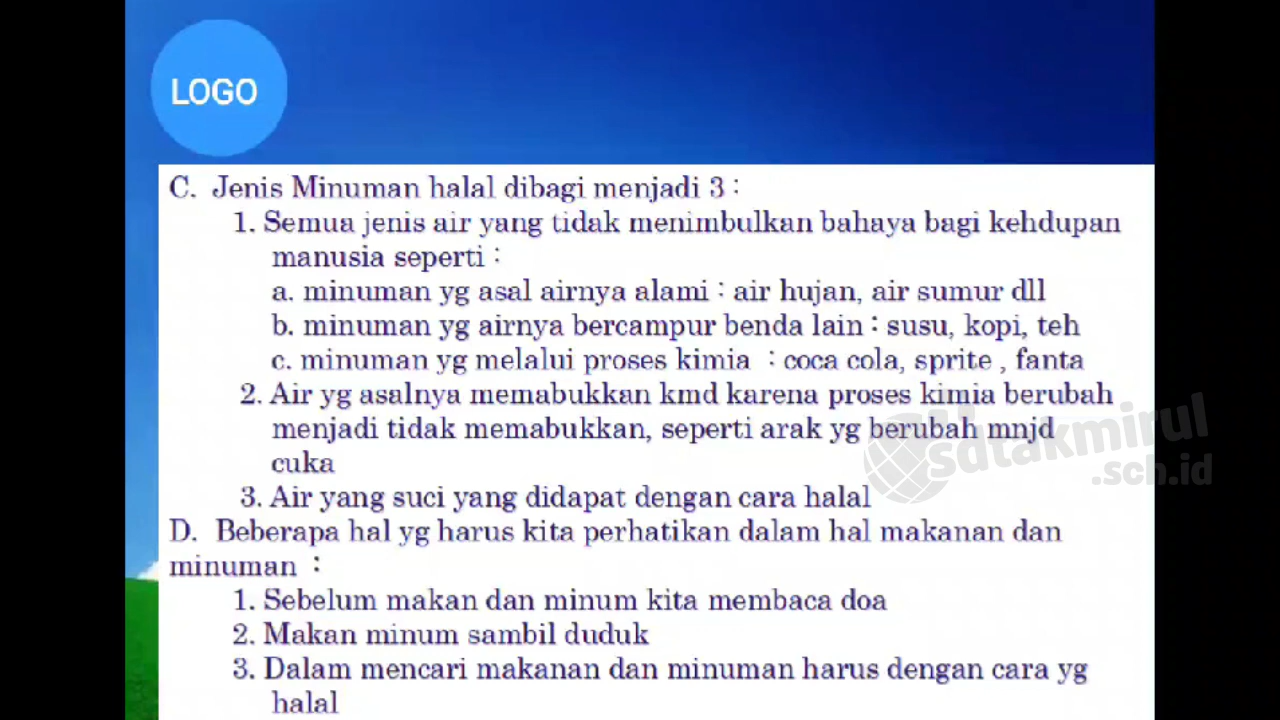 LOGO
C. Jenis Minuman halal dibagi menjadi 3 :
1. Semua jenis air yang tidak menimbulkan bahaya bagi kehdupan
manusia seperti :
a. minuman yg asal airnya alami : air hujan, air sumur dll
b. minuman yg airnya bercampur benda lain : susu, kopi, teh
c. minuman yg melalui proses kimia : coca cola, sprite , fanta
2. Air yg asalnya memabukkan kmd karena proses kimia berubah
menjadi tidak memabukkan, seperti arak yg berubah mnjd
cuka
3. Air yang suci yang didapat dengan cara halal
D. Beberapa hal yg harus kita perhatikan dalam hal makanan dan
minuman :
1. Sebelum makan dan minum kita membaca doa
2. Makan minum sambil duduk
3. Dalam mencari makanan dan minuman harus dengan cara yg
halal
sdtakmirul
.sch.id